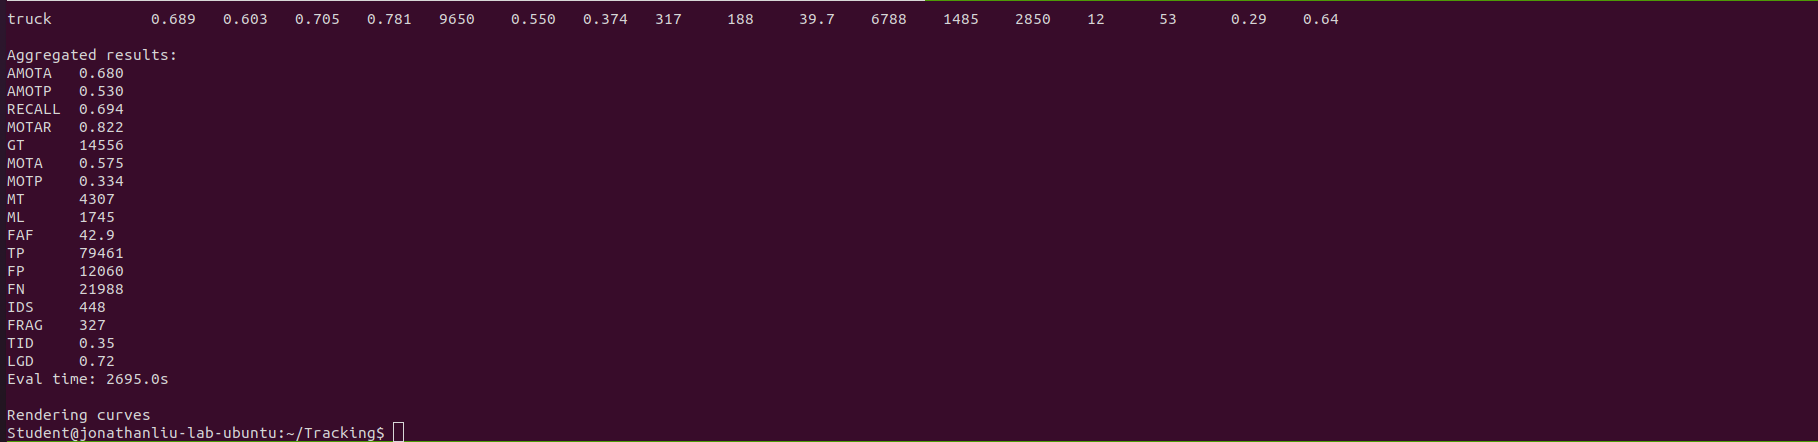 truck 0.689 0.603 0.705 0.781 9650 0.550 0.374 317 188 39.7 6788 1485 2850 12 53 0.29 0.64
Aggregated results:
AMOTA 0.680
AMOTP 0.530
RECALL 0.694
MOTAR 0.822
GT 14556
MOTA 0.575
MOTP 0.334
MT 4307
ML 1745
FAF 42.9
TP 79461
FP 12060
FN 21988
IDS 448
FRAG 327
TID 0.35
LGD 0.72
Eval time: 2695.0s
Rendering curves
Student@jonathanliu-lab-ubuntu:~/Tracking$